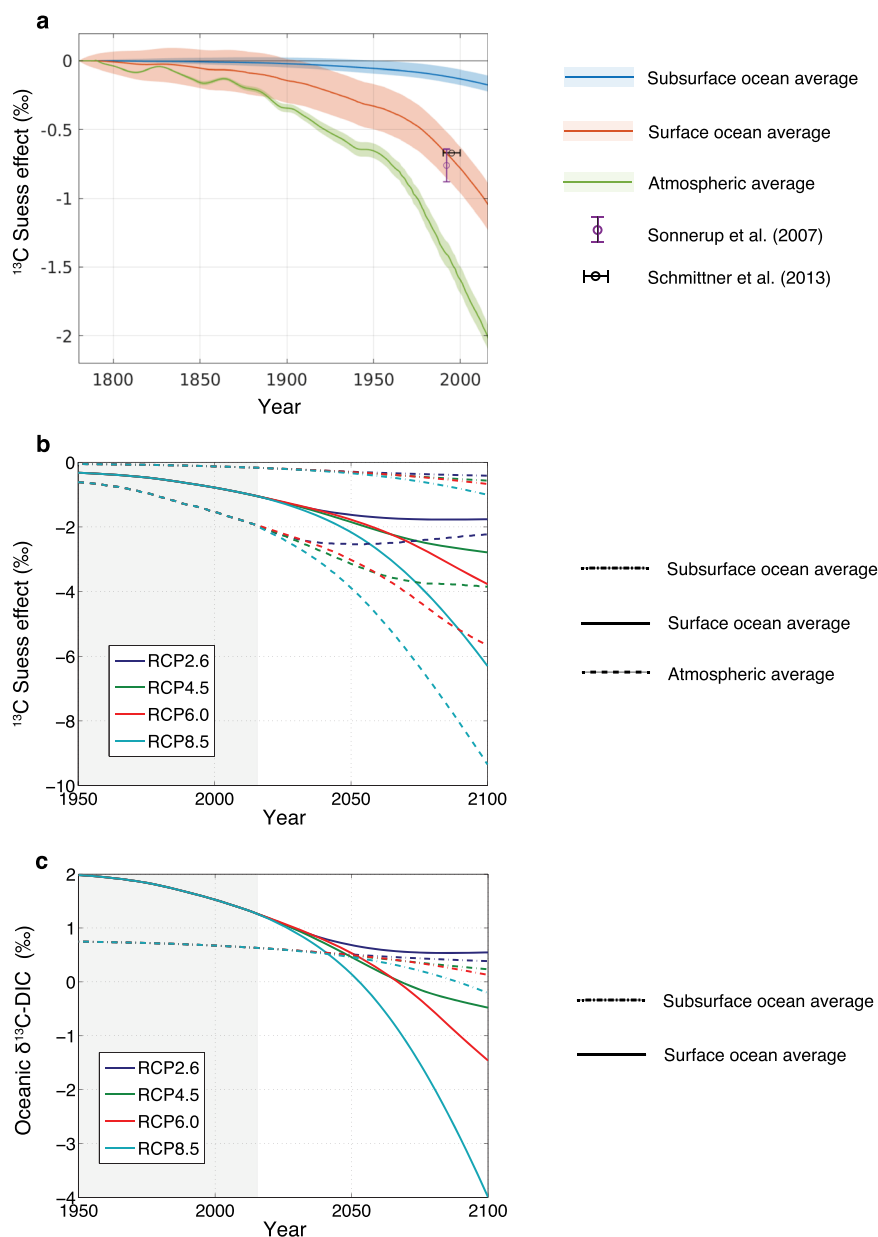 a
0
-0.5
-1
-1.5
-2
¹³C Suess effect (‰)
1800 1850 1900 1950 2000
Year
Subsurface ocean average
Surface ocean average
Atmospheric average
Sonnerup et al. (2007)
Schmittner et al. (2013)
b
0
−2
−4
−6
−8
−10
¹³C Suess effect (‰)
RCP2.6
RCP4.5
RCP6.0
RCP8.5
1950 2000 2050 2100
Year
Subsurface ocean average
Surface ocean average
Atmospheric average
c
2
1
0
−1
−2
−3
−4
Oceanic δ¹³C-DIC (‰)
RCP2.6
RCP4.5
RCP6.0
RCP8.5
1950 2000 2050 2100
Year
Subsurface ocean average
Surface ocean average